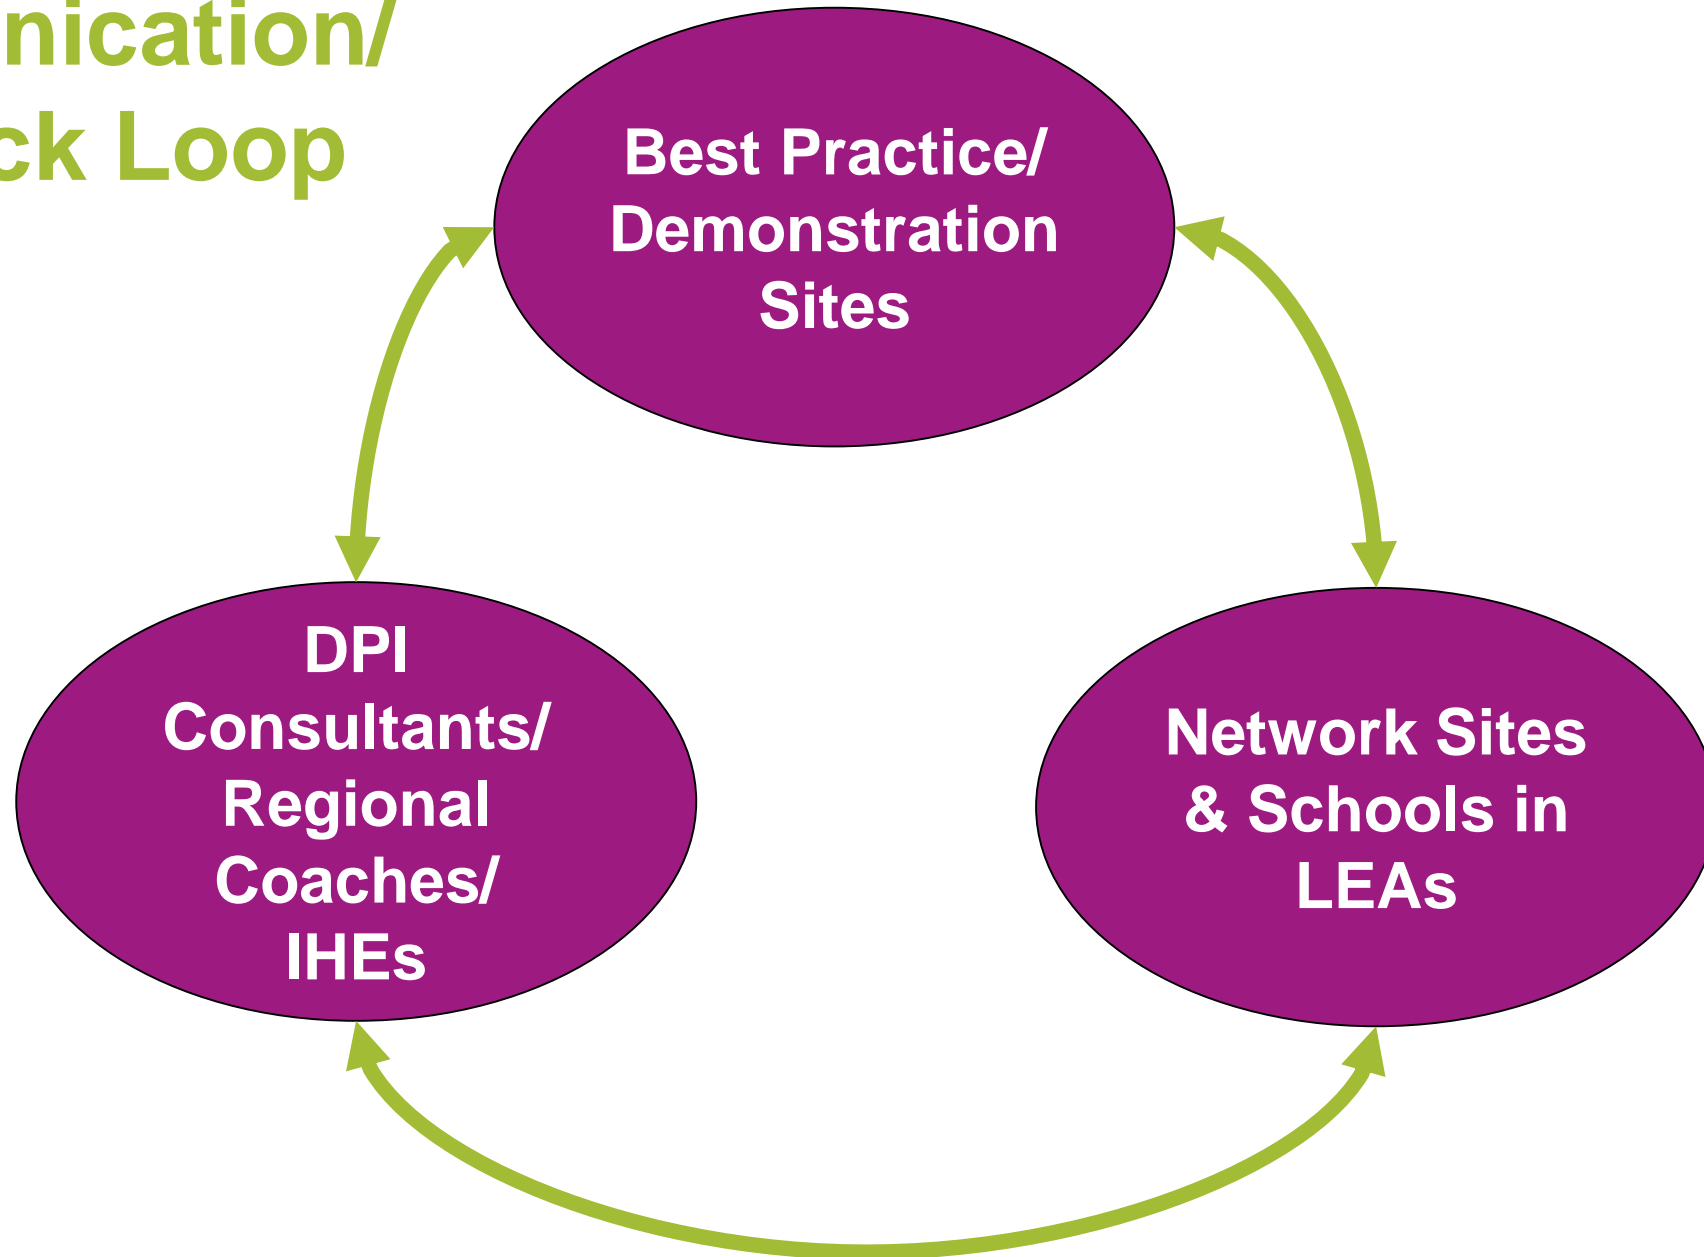 nication/
ck Loop
Best Practice/
Demonstration
Sites
DPI
Consultants/
Regional
Coaches/
IHEs
Network Sites
& Schools in
LEAs